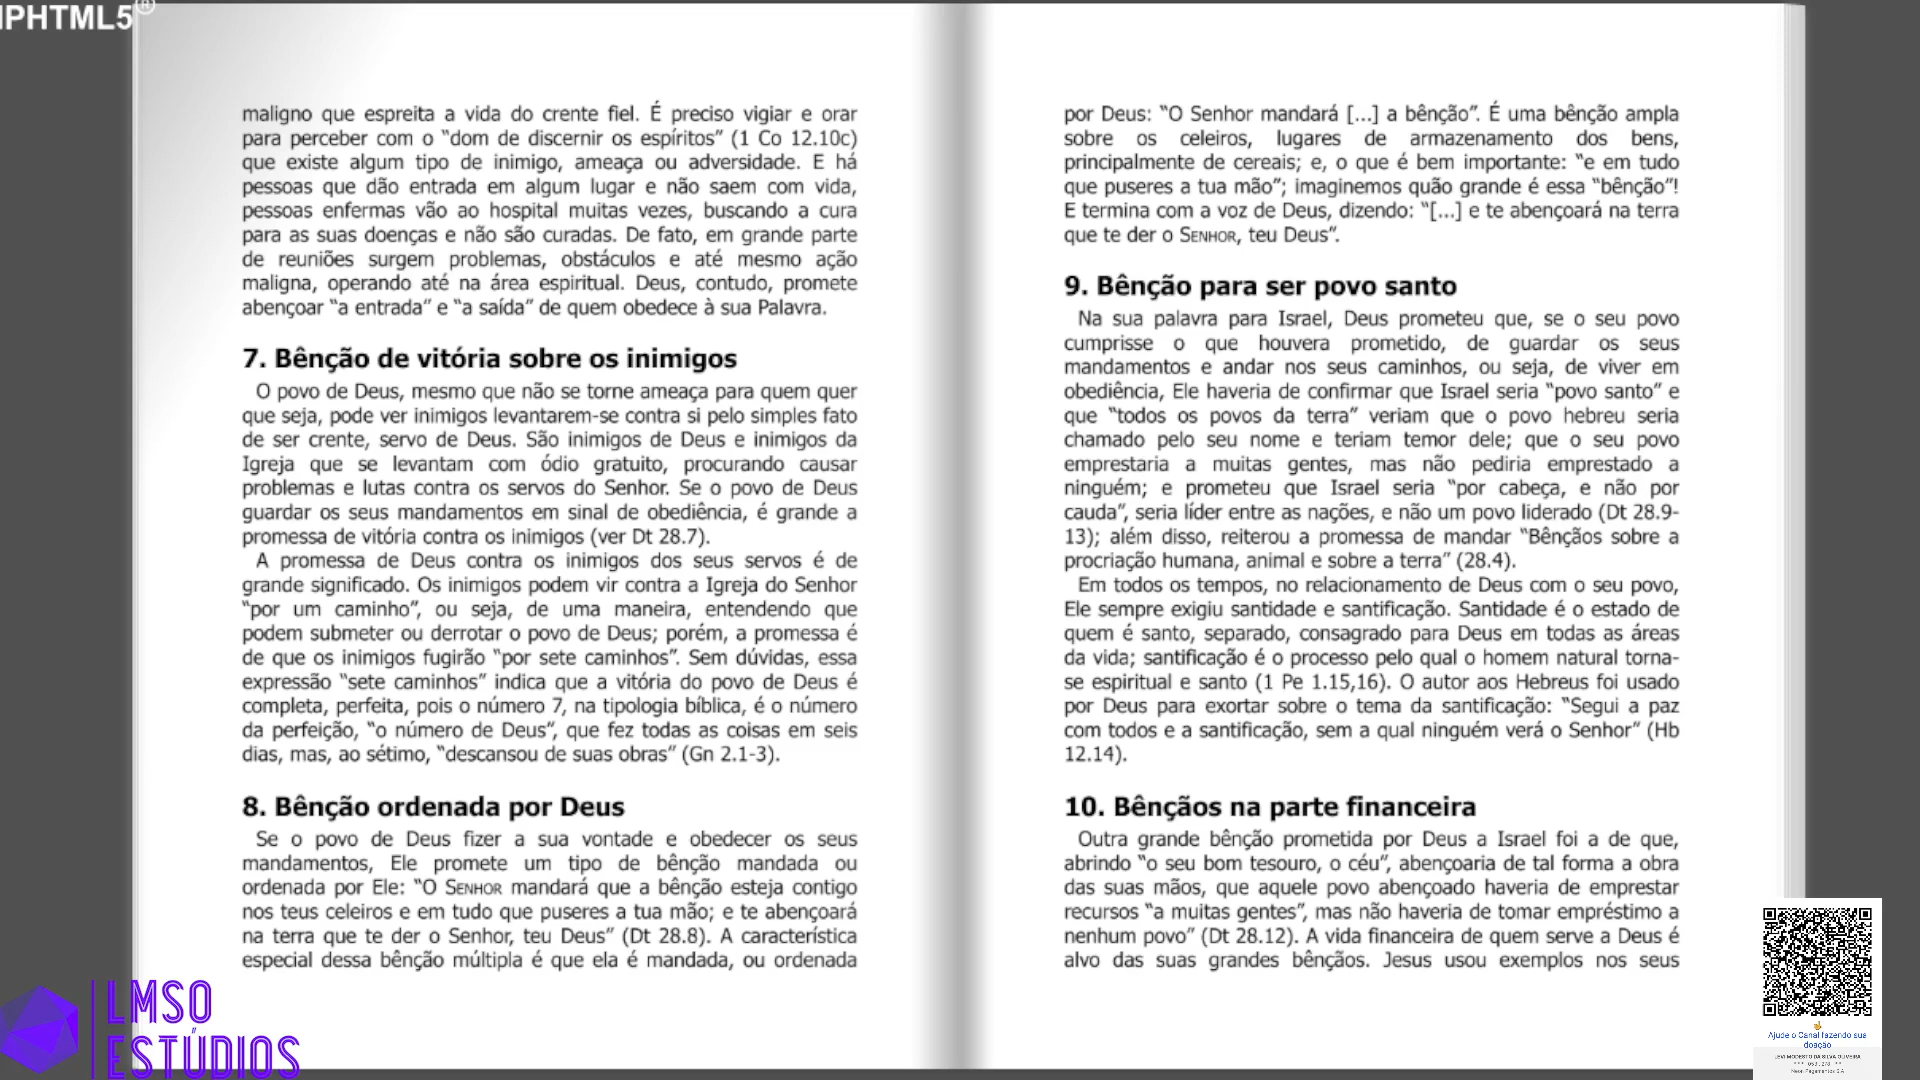 IPHTML5®
maligno que espreita a vida do crente fiel. É preciso vigiar e orar
para perceber com o “dom de discernir os espíritos” (1 Co 12.10c)
que existe algum tipo de inimigo, ameaça ou adversidade. E há
pessoas que dão entrada em algum lugar e não saem com vida,
pessoas enfermas vão ao hospital muitas vezes, buscando a cura
para as suas doenças e não são curadas. De fato, em grande parte
de reuniões surgem problemas, obstáculos e até mesmo ação
maligna, operando até na área espiritual. Deus, contudo, promete
abençoar “a entrada” e “a saída” de quem obedece à sua Palavra.
7. Bênção de vitória sobre os inimigos
O povo de Deus, mesmo que não se torne ameaça para quem quer
que seja, pode ver inimigos levantarem-se contra si pelo simples fato
de ser crente, servo de Deus. São inimigos de Deus e inimigos da
Igreja que se levantam com ódio gratuito, procurando causar
problemas e lutas contra os servos do Senhor. Se o povo de Deus
guardar os seus mandamentos em sinal de obediência, é grande a
promessa de vitória contra os inimigos (ver Dt 28.7).
A promessa de Deus contra os inimigos dos seus servos é de
grande significado. Os inimigos podem vir contra a Igreja do Senhor
“por um caminho”, ou seja, de uma maneira, entendendo que
podem submeter ou derrotar o povo de Deus; porém, a promessa é
de que os inimigos fugirão “por sete caminhos”. Sem dúvidas, essa
expressão “sete caminhos” indica que a vitória do povo de Deus é
completa, perfeita, pois o número 7, na tipologia bíblica, é o número
da perfeição, “o número de Deus”, que fez todas as coisas em seis
dias, mas, ao sétimo, “descansou de suas obras” (Gn 2.1-3).
8. Bênção ordenada por Deus
Se o povo de Deus fizer a sua vontade e obedecer os seus
mandamentos, Ele promete um tipo de bênção mandada ou
ordenada por Ele: “O SENHOR mandará que a bênção esteja contigo
nos teus celeiros e em tudo que puseres a tua mão; e te abençoará
na terra que te der o Senhor, teu Deus” (Dt 28.8). A característica
especial dessa bênção múltipla é que ela é mandada, ou ordenada
por Deus: “O Senhor mandará [...] a bênção”. É uma bênção ampla
sobre os celeiros, lugares de armazenamento dos bens,
principalmente de cereais; e, o que é bem importante: “e em tudo
que puseres a tua mão”; imaginemos quão grande é essa “bênção”!
E termina com a voz de Deus, dizendo: “[...] e te abençoará na terra
que te der o SENHOR, teu Deus”.
9. Bênção para ser povo santo
Na sua palavra para Israel, Deus prometeu que, se o seu povo
cumprisse o que houvera prometido, de guardar os seus
mandamentos e andar nos seus caminhos, ou seja, de viver em
obediência, Ele haveria de confirmar que Israel seria “povo santo” e
que “todos os povos da terra” veriam que o povo hebreu seria
chamado pelo seu nome e teriam temor dele; que o seu povo
emprestaria a muitas gentes, mas não pediria emprestado a
ninguém; e prometeu que Israel seria “por cabeça, e não por
cauda”, seria líder entre as nações, e não um povo liderado (Dt 28.9-
13); além disso, reiterou a promessa de mandar “Bênçãos sobre a
procriação humana, animal e sobre a terra” (28.4).
Em todos os tempos, no relacionamento de Deus com o seu povo,
Ele sempre exigiu santidade e santificação. Santidade é o estado de
quem é santo, separado, consagrado para Deus em todas as áreas
da vida; santificação é o processo pelo qual o homem natural torna-
se espiritual e santo (1 Pe 1.15,16). O autor aos Hebreus foi usado
por Deus para exortar sobre o tema da santificação: “Segui a paz
com todos e a santificação, sem a qual ninguém verá o Senhor” (Hb
12.14).
10. Bênçãos na parte financeira
Outra grande bênção prometida por Deus a Israel foi a de que,
abrindo “o seu bom tesouro, o céu”, abençoaria de tal forma a obra
das suas mãos, que aquele povo abençoado haveria de emprestar
recursos “a muitas gentes”, mas não haveria de tomar empréstimo a
nenhum povo” (Dt 28.12). A vida financeira de quem serve a Deus é
alvo das suas grandes bênçãos. Jesus usou exemplos nos seus
LMSO
ESTÚDIOS
Ajude o Canal fazendo sua
doação
LEVI MODESTO DA SILVA OLIVEIRA
Neon Pagamentos S.A.